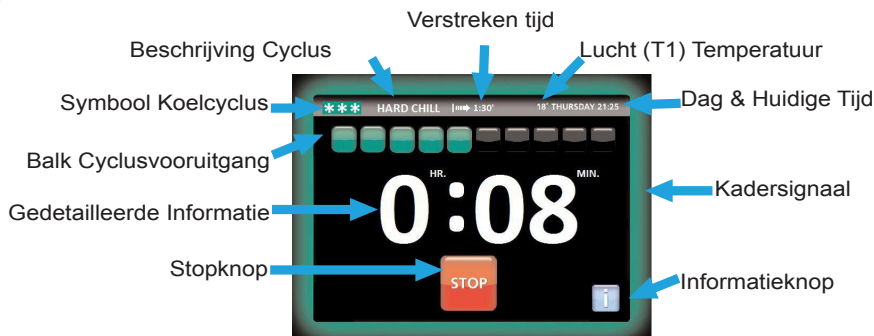 Verstreken tijd
Beschrijving Cyclus
Lucht (T1) Temperatuur
Symbool Koelcyclus
*** HARD CHILL 1:30' 18° THURSDAY 21:25
Dag & Huidige Tijd
Balk Cyclusvooruitgang
HR. MIN.
0:08
Kadersignaal
Gedetailleerde Informatie
Stopknop
STOP
i
Informatieknop